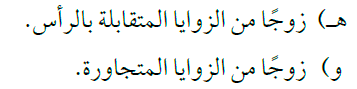 هـ) زوجًا من الزوايا المتقابلة بالرأس.
و) زوجًا من الزوايا المتجاورة.